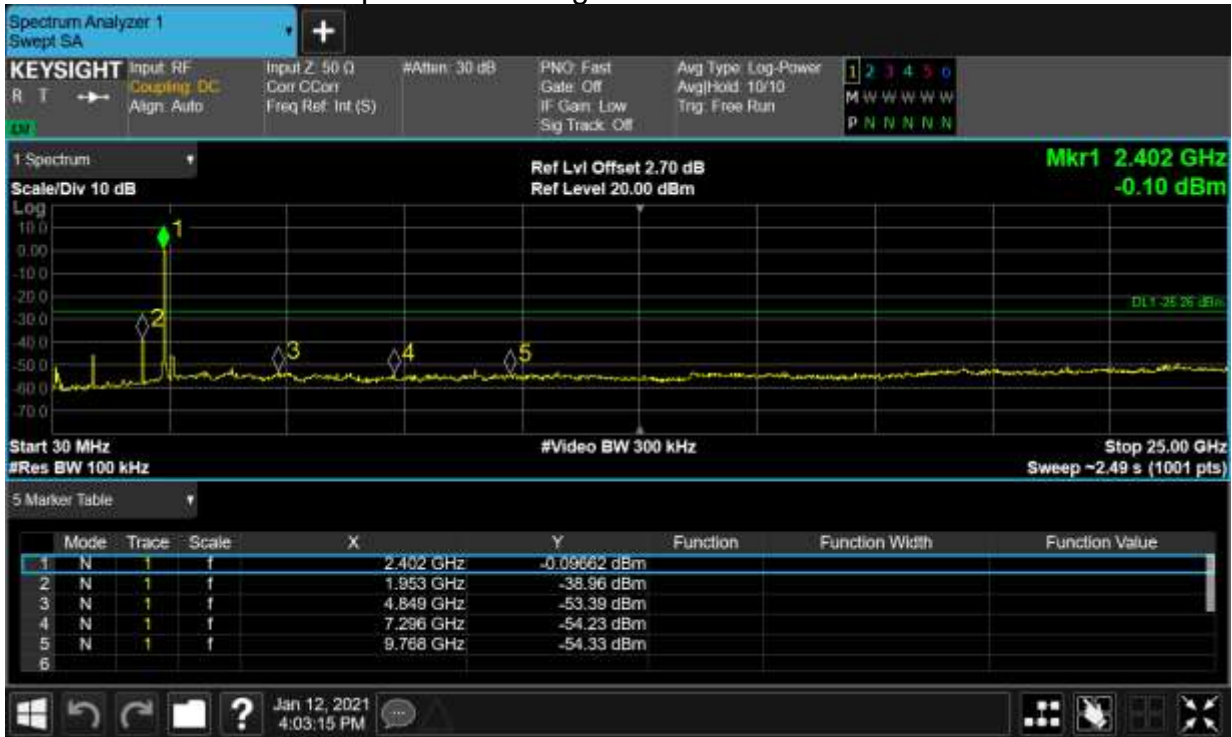 Spectrum Analyzer 1
Swept SA
+
KEYSIGHT Input: RF
Coupling: DC
Align: Auto
R T
Input Z: 50 Ω
Corr CCorr
Freq Ref: Int (S)
#Atten: 30 dB
PNO: Fast
Gate: Off
IF Gain: Low
Sig Track: Off
Avg Type: Log-Power
Avg|Hold: 10/10
Trig: Free Run
1 2 3 4 5 6
M W W W W W
P N N N N N
1 Spectrum
Scale/Div 10 dB
Ref Lvl Offset 2.70 dB
Ref Level 20.00 dBm
Mkr1 2.402 GHz
-0.10 dBm
Log
10.0
0.00
-10.0
-20.0
-30.0
-40.0
-50.0
-60.0
-70.0
1
2
3
4
5
DL1 -26.26 dBm
Start 30 MHz
#Res BW 100 kHz
#Video BW 300 kHz
Stop 25.00 GHz
Sweep ~2.49 s (1001 pts)
5 Marker Table
Mode Trace Scale X Y Function Function Width Function Value
1 N 1 f 2.402 GHz -0.09662 dBm
2 N 1 f 1.953 GHz -38.96 dBm
3 N 1 f 4.849 GHz -53.39 dBm
4 N 1 f 7.296 GHz -54.23 dBm
5 N 1 f 9.768 GHz -54.33 dBm
6
?
Jan 12, 2021
4:03:15 PM